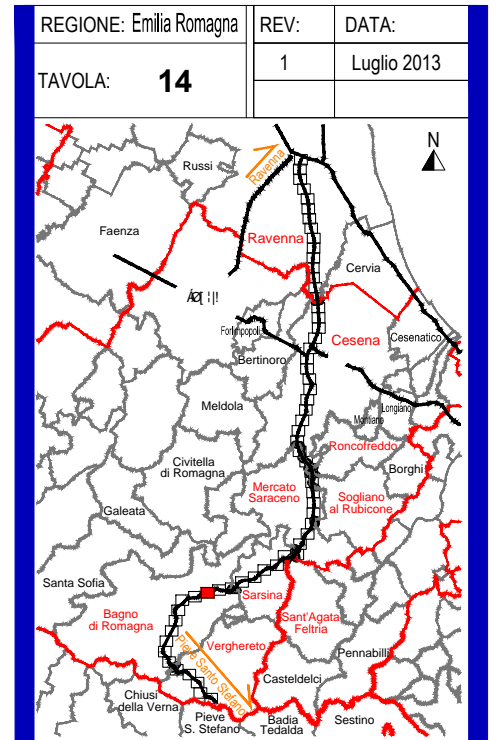 REGIONE: Emilia Romagna
REV:
DATA:
TAVOLA: 14
1
Luglio 2013
N
Russi
Ravenna
Faenza
Ravenna
Cervia
Forlimpopoli
Cesena
Cesenatico
Bertinoro
Meldola
Longiano
Montiano
Roncofreddo
Civitella
di Romagna
Borghi
Mercato
Saraceno
Sogliano
al Rubicone
Galeata
Santa Sofia
Sarsina
Bagno
di Romagna
Sant'Agata
Feltria
Verghereto
Pieve Santo Stefano
Pennabilli
Casteldelci
Chiusi
della Verna
Pieve
S. Stefano
Badia
Tedalda
Sestino